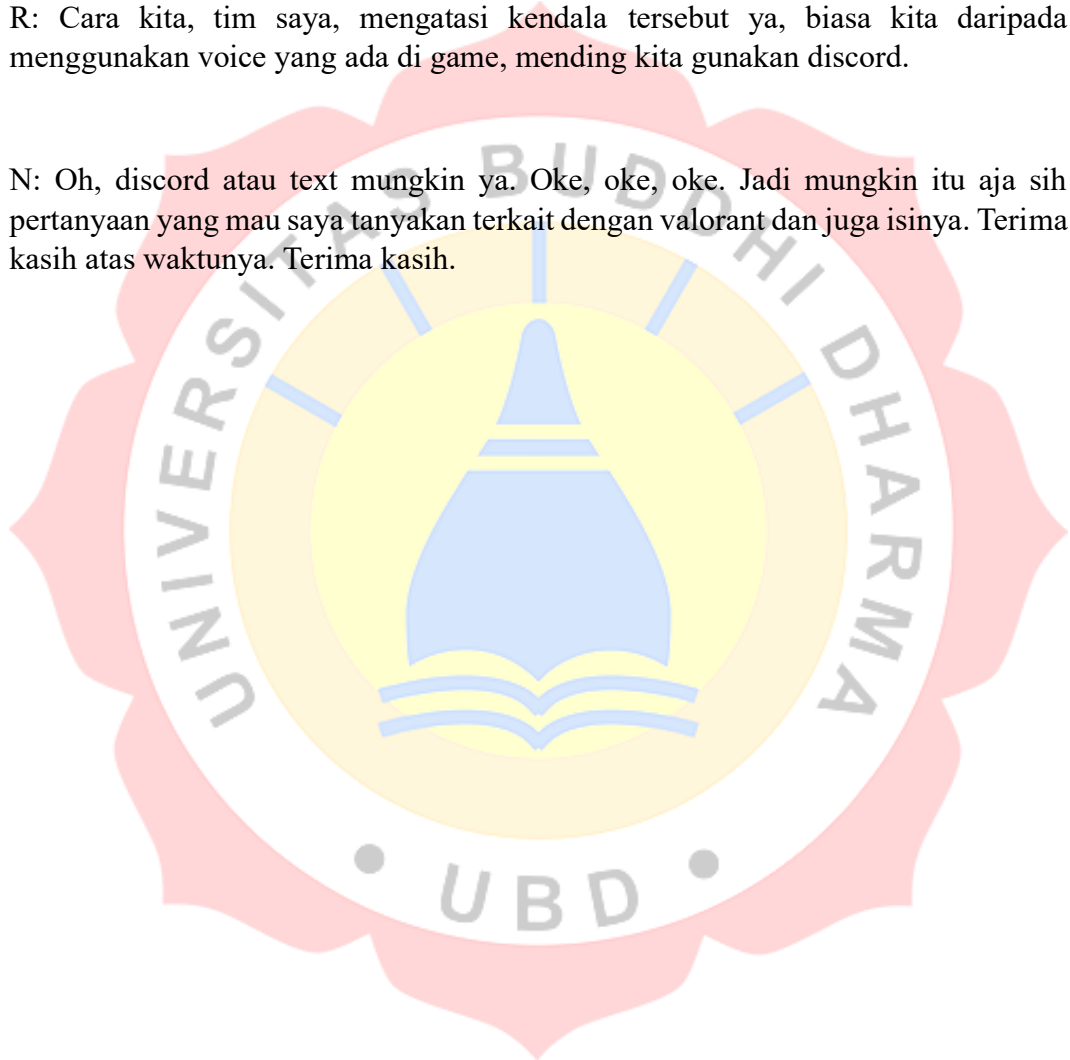 R: Cara kita, tim saya, mengatasi kendala tersebut ya, biasa kita daripada
menggunakan voice yang ada di game, mending kita gunakan discord.
N: Oh, discord atau text mungkin ya. Oke, oke, oke. Jadi mungkin itu aja sih
pertanyaan yang mau saya tanyakan terkait dengan valorant dan juga isinya. Terima
kasih atas waktunya. Terima kasih.
UNIVERSITAS BUDDHI DHARMA
• UBD •